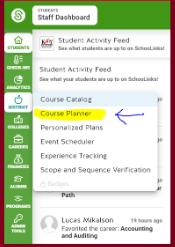 STUDENTS
Staff Dashboard
STUDENTS
Student Activity Feed
See what students are up to on SchooLinks!
CHECK-INS
Student Activity Feed
See what your students are up to on SchooLinks!
ANALYTICS
Course Catalog
DISTRICT
Course Planner
Personalized Plans
COLLEGES
Event Scheduler
CAREERS
Experience Tracking
Scope and Sequence Verification
FINANCES
ALUMNI
Path
PROGRAMS
Lucas Mikalson 19 hours ago
Favorited the career: Accounting
and Auditing
ADMIN
TOOLS